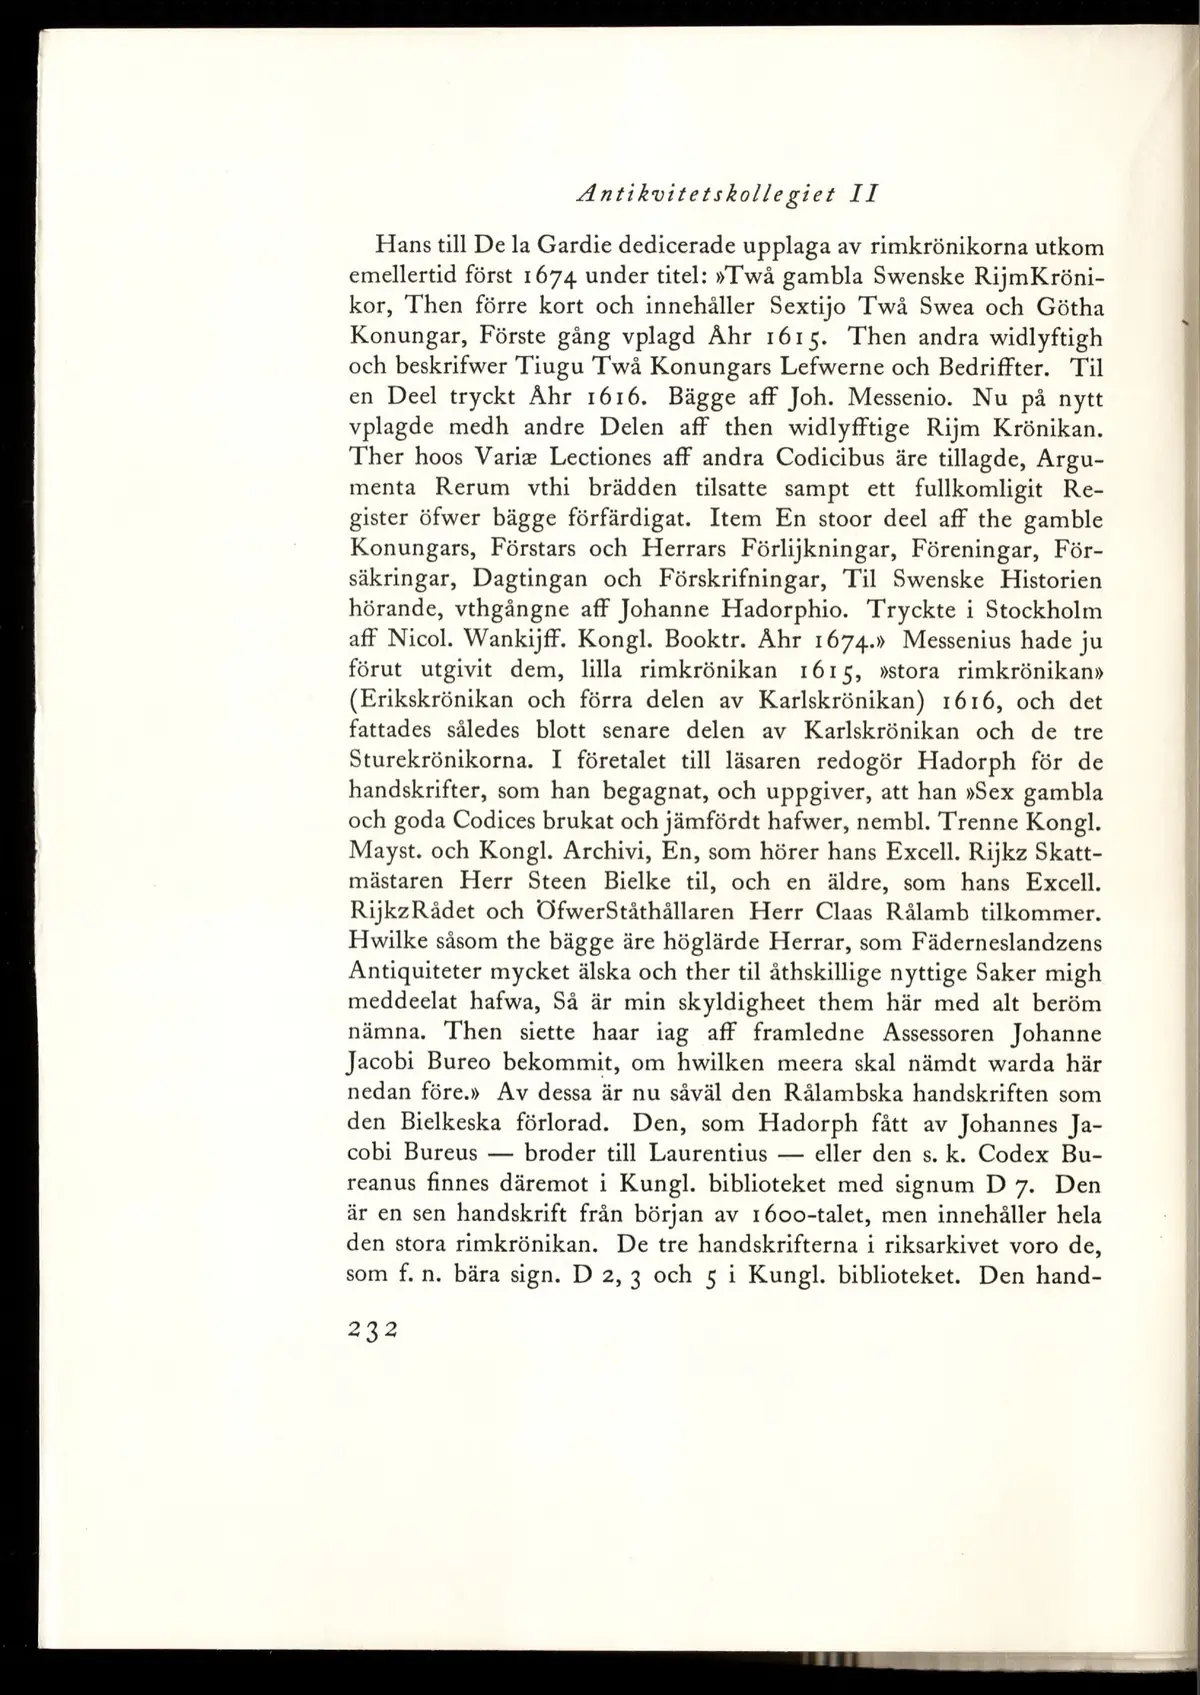 Antikvitetskollegiet II
Hans till De la Gardie dedicerade upplaga av rimkrönikorna utkom
emellertid först 1674 under titel: »Twå gambla Swenske RijmKröni-
kor, Then förre kort och innehåller Sextijo Twå Swea och Götha
Konungar, Förste gång vplagd Åhr 1615. Then andra widlyftigh
och beskrifwer Tiugu Twå Konungars Lefwerne och Bedriffter. Til
en Deel tryckt Åhr 1616. Bägge aff Joh. Messenio. Nu på nytt
vplagde medh andre Delen aff then widlyfftige Rijm Krönikan.
Ther hoos Variæ Lectiones aff andra Codicibus äre tillagde, Argu-
menta Rerum vthi brädden tilsatte sampt ett fullkomligit Re-
gister öfwer bägge förfärdigat. Item En stoor deel aff the gamble
Konungars, Förstars och Herrars Förlijkningar, Föreningar, För-
säkringar, Dagtingan och Förskrifningar, Til Swenske Historien
hörande, vthgångne aff Johanne Hadorphio. Tryckte i Stockholm
aff Nicol. Wankijff. Kongl. Booktr. Åhr 1674.» Messenius hade ju
förut utgivit dem, lilla rimkrönikan 1615, »stora rimkrönikan»
(Erikskrönikan och förra delen av Karlskrönikan) 1616, och det
fattades således blott senare delen av Karlskrönikan och de tre
Sturekrönikorna. I företalet till läsaren redogör Hadorph för de
handskrifter, som han begagnat, och uppgiver, att han »Sex gambla
och goda Codices brukat och jämfördt hafwer, nembl. Trenne Kongl.
Mayst. och Kongl. Archivi, En, som hörer hans Excell. Rijkz Skatt-
mästaren Herr Steen Bielke til, och en äldre, som hans Excell.
RijkzRådet och ÖfwerStåthållaren Herr Claas Rålamb tilkommer.
Hwilke såsom the bägge äre höglärde Herrar, som Fäderneslandzens
Antiquiteter mycket älska och ther til åthskillige nyttige Saker migh
meddeelat hafwa, Så är min skyldigheet them här med alt beröm
nämna. Then siette haar iag aff framledne Assessoren Johanne
Jacobi Bureo bekommit, om hwilken meera skal nämdt warda här
nedan före.» Av dessa är nu såväl den Rålambska handskriften som
den Bielkeska förlorad. Den, som Hadorph fått av Johannes Ja-
cobi Bureus — broder till Laurentius — eller den s. k. Codex Bu-
reanus finnes däremot i Kungl. biblioteket med signum D 7. Den
är en sen handskrift från början av 1600-talet, men innehåller hela
den stora rimkrönikan. De tre handskrifterna i riksarkivet voro de,
som f. n. bära sign. D 2, 3 och 5 i Kungl. biblioteket. Den hand-
232